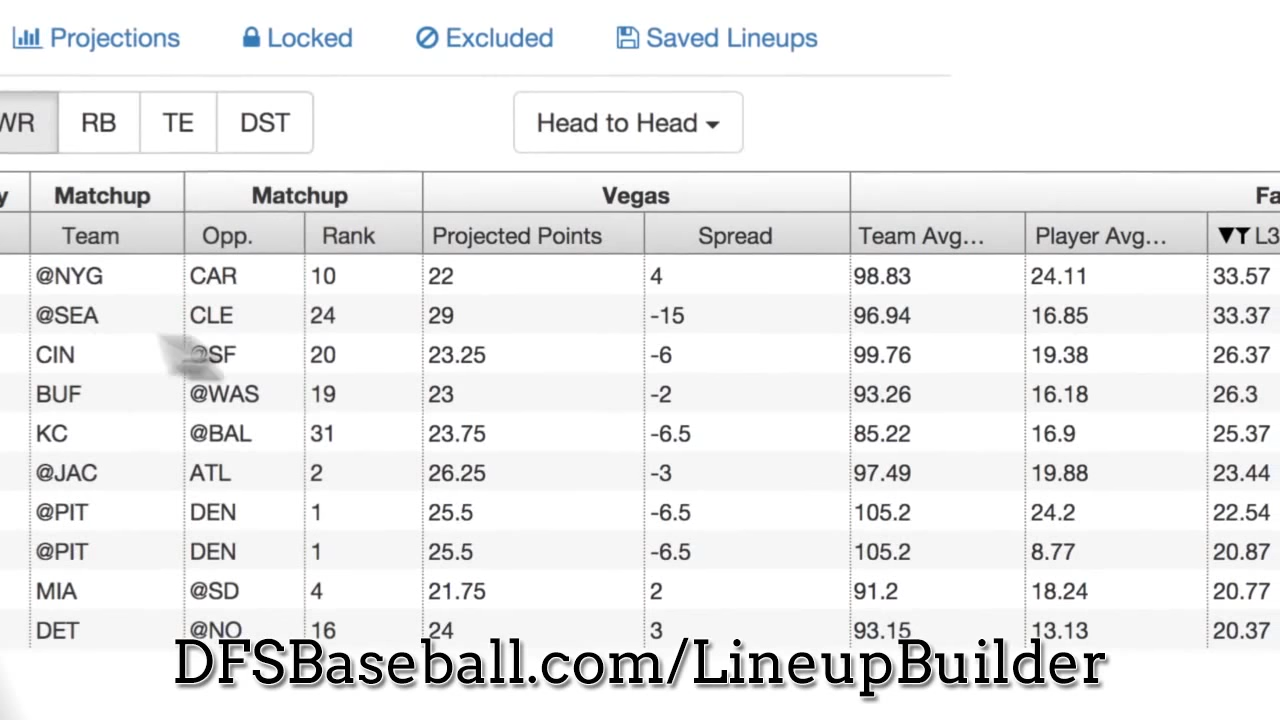 Projections Locked Excluded Saved Lineups
WR RB TE DST Head to Head
y Matchup Matchup Vegas Fa
Team Opp. Rank Projected Points Spread Team Avg... Player Avg... L3
@NYG CAR 10 22 4 98.83 24.11 33.57
@SEA CLE 24 29 -15 96.94 16.85 33.37
CIN @SF 20 23.25 -6 99.76 19.38 26.37
BUF @WAS 19 23 -2 93.26 16.18 26.3
KC @BAL 31 23.75 -6.5 85.22 16.9 25.37
@JAC ATL 2 26.25 -3 97.49 19.88 23.44
@PIT DEN 1 25.5 -6.5 105.2 24.2 22.54
@PIT DEN 1 25.5 -6.5 105.2 8.77 20.87
MIA @SD 4 21.75 2 91.2 18.24 20.77
DET @NO 16 24 3 93.15 13.13 20.37
DFSBaseball.com/LineupBuilder